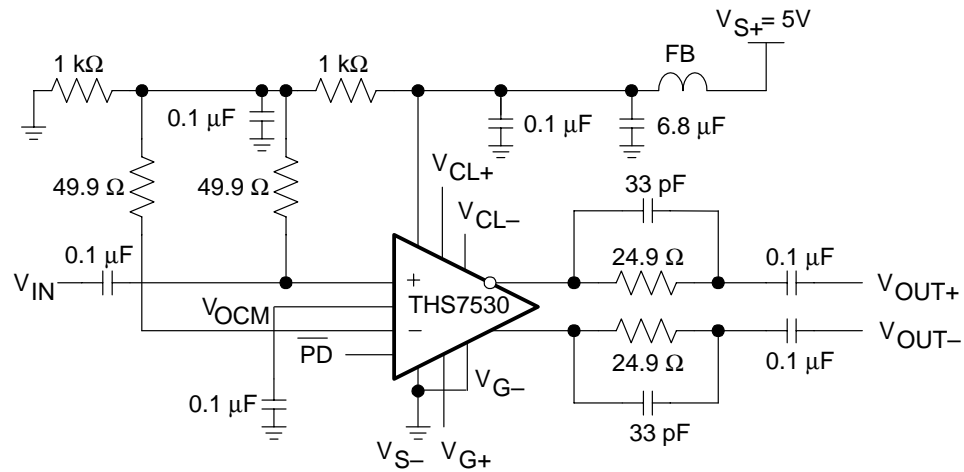 V_S+ = 5V
FB
1 kΩ
1 kΩ
0.1 μF
0.1 μF
6.8 μF
49.9 Ω
49.9 Ω
V_CL+
V_CL−
33 pF
24.9 Ω
0.1 μF
0.1 μF
V_IN
+
THS7530
−
V_OUT+
V_OCM
V_OUT−
P̅D̅
24.9 Ω
0.1 μF
V_G−
0.1 μF
33 pF
V_S−
V_G+